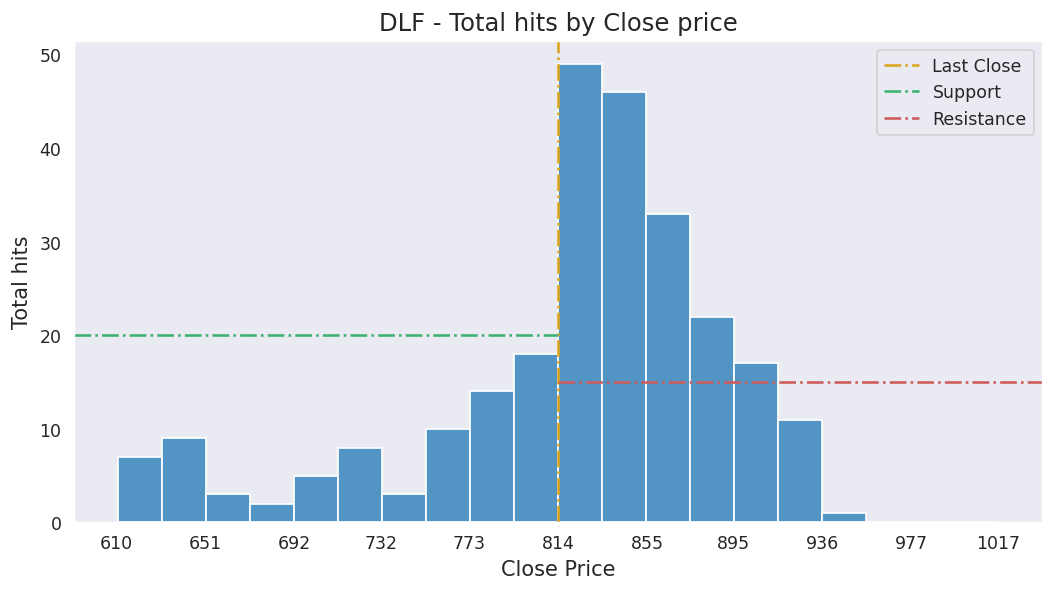 DLF - Total hits by Close price
Last Close
Support
Resistance
Total hits
50
40
30
20
10
0
610 651 692 732 773 814 855 895 936 977 1017
Close Price